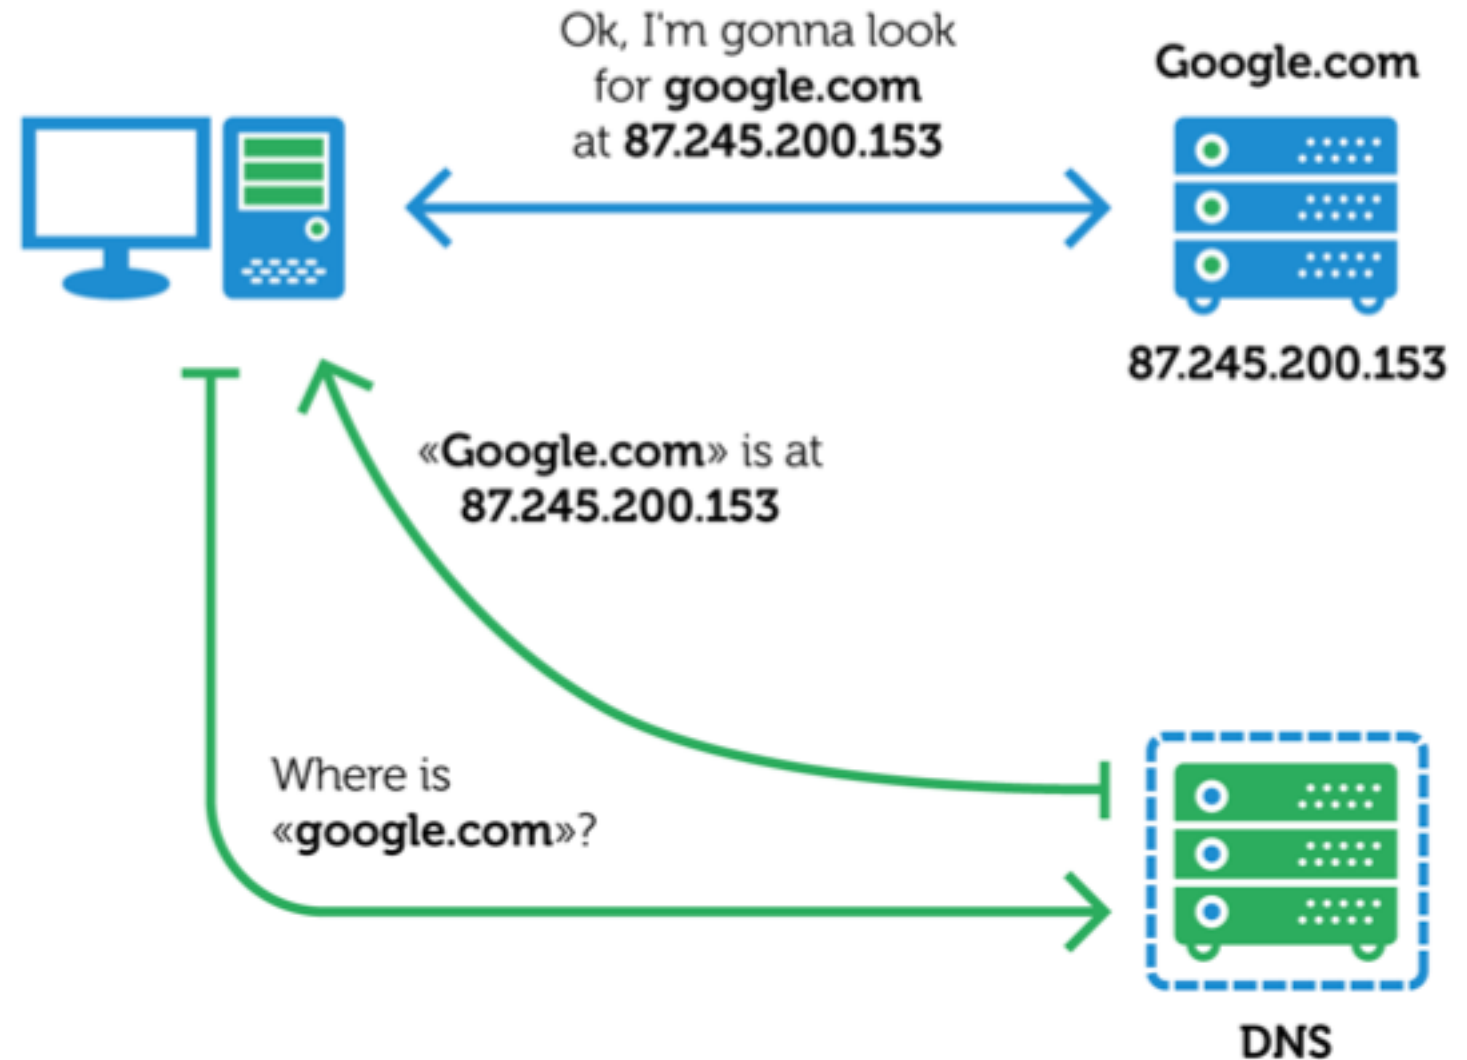 Ok, I'm gonna look
for google.com
at 87.245.200.153
Google.com
87.245.200.153
«Google.com» is at
87.245.200.153
Where is
«google.com»?
DNS